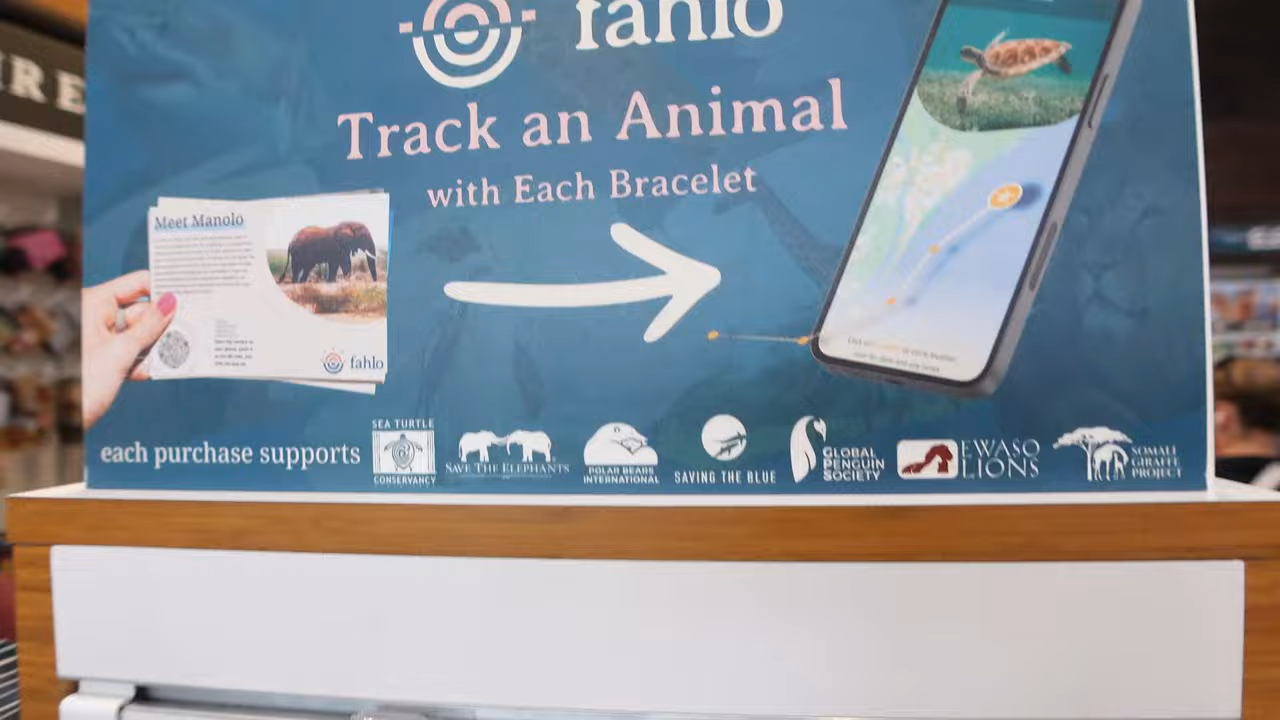 fahlo
Track an Animal
with Each Bracelet
Meet Manolo
fahlo
each purchase supports
SEA TURTLE
CONSERVANCY
SAVE THE ELEPHANTS
POLAR BEARS
INTERNATIONAL
SAVING THE BLUE
GLOBAL
PENGUIN
SOCIETY
EWASO
LIONS
SOMALI
GIRAFFE
PROJECT